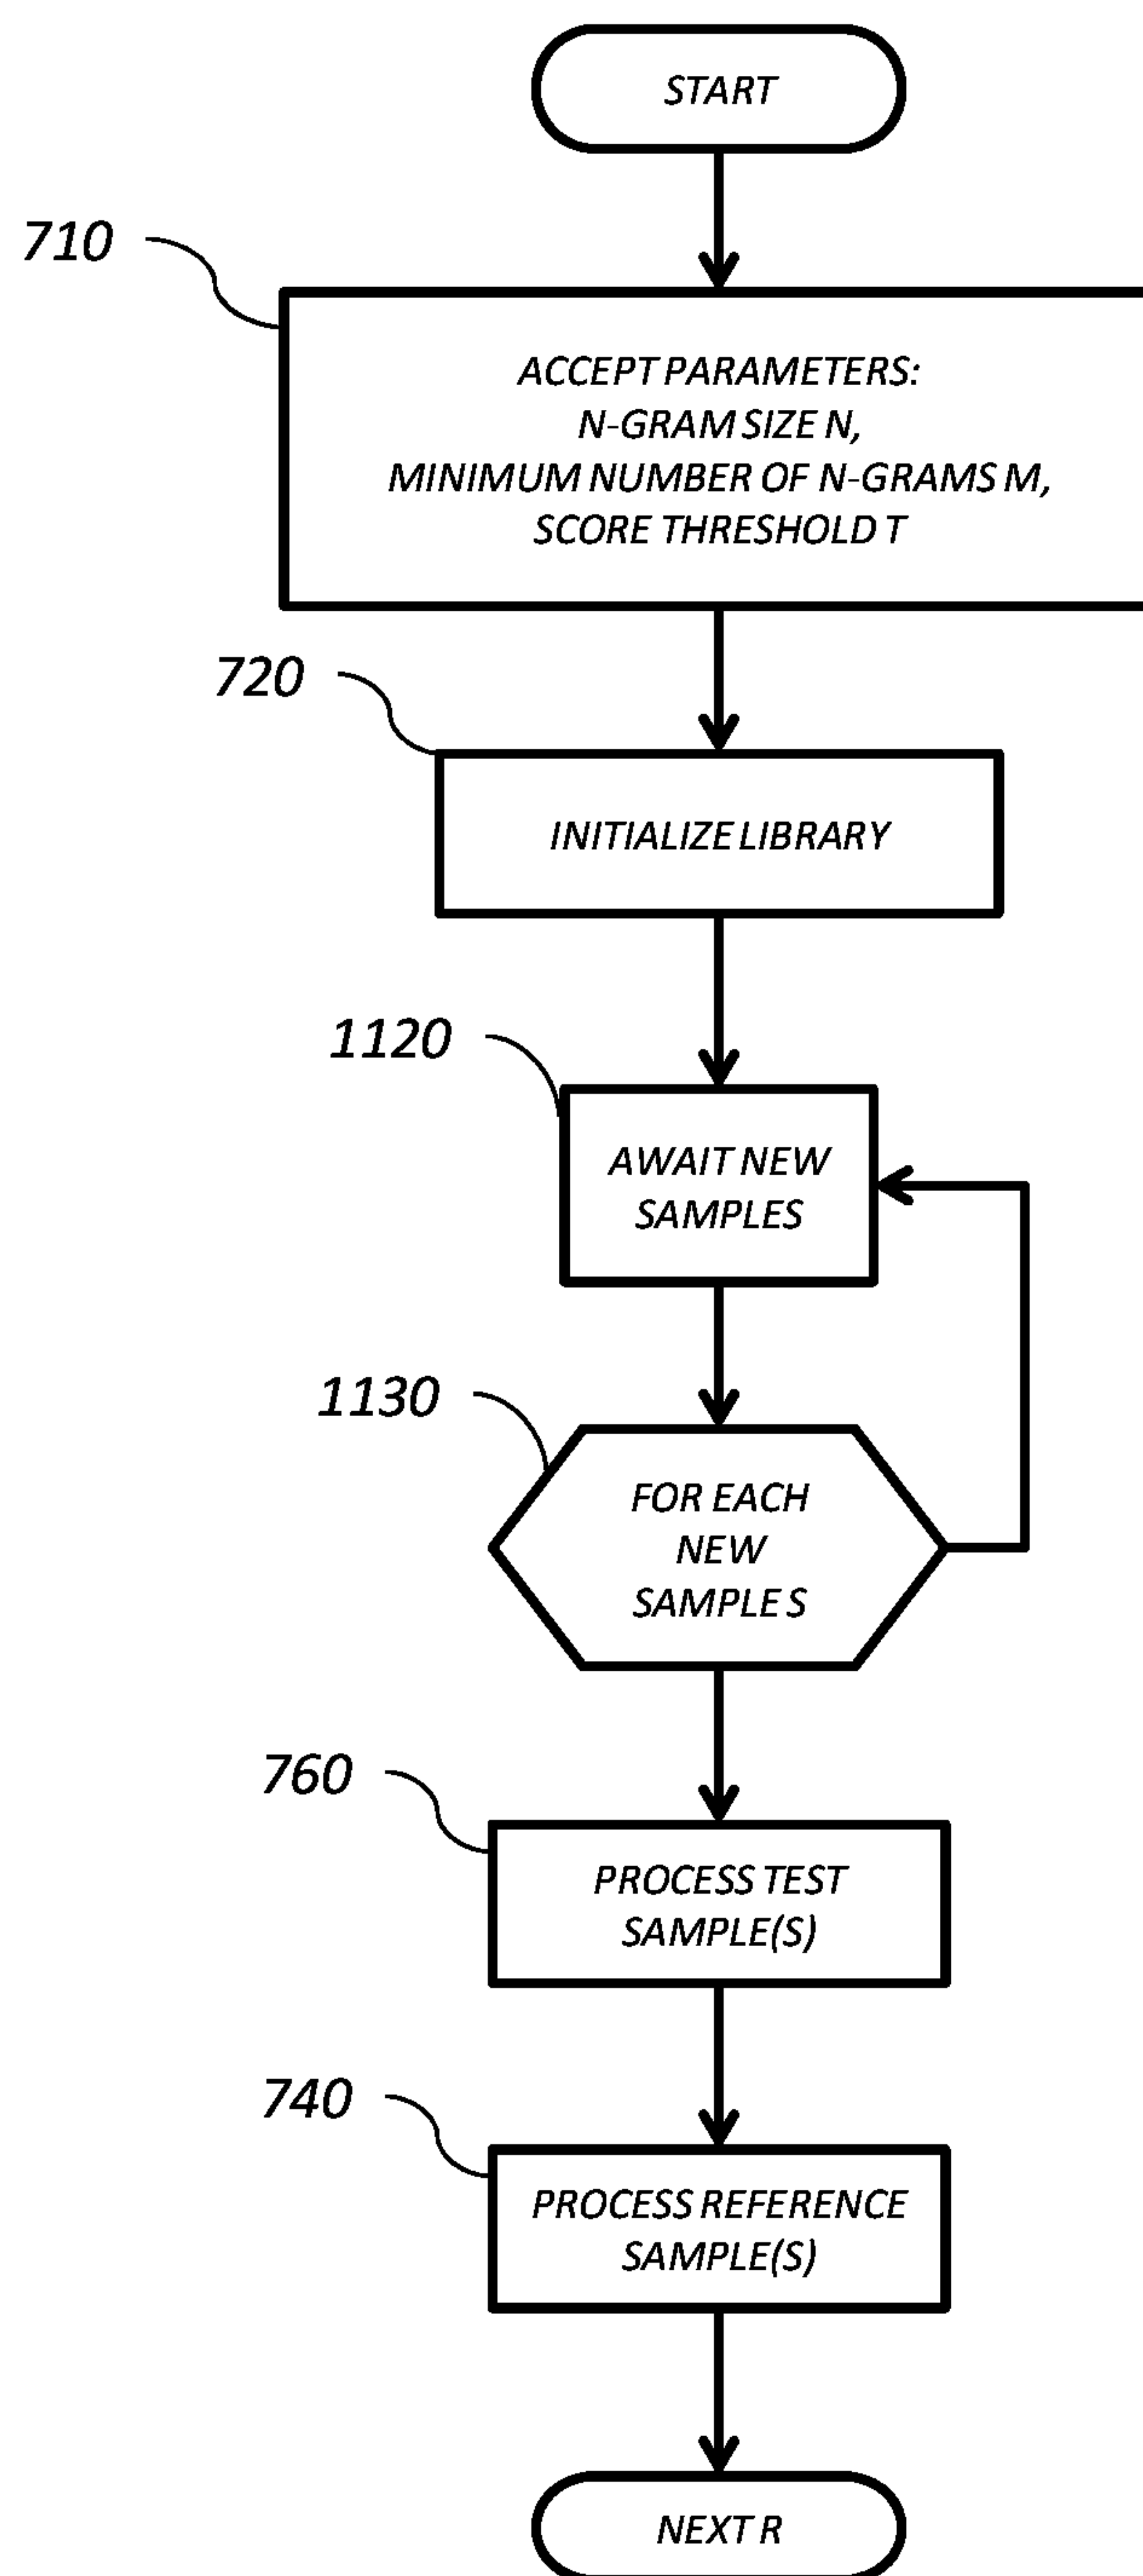 START
710
ACCEPT PARAMETERS:
N-GRAM SIZE N,
MINIMUM NUMBER OF N-GRAMS M,
SCORE THRESHOLD T
720
INITIALIZE LIBRARY
1120
AWAIT NEW
SAMPLES
1130
FOR EACH
NEW
SAMPLE S
760
PROCESS TEST
SAMPLE(S)
740
PROCESS REFERENCE
SAMPLE(S)
NEXT R